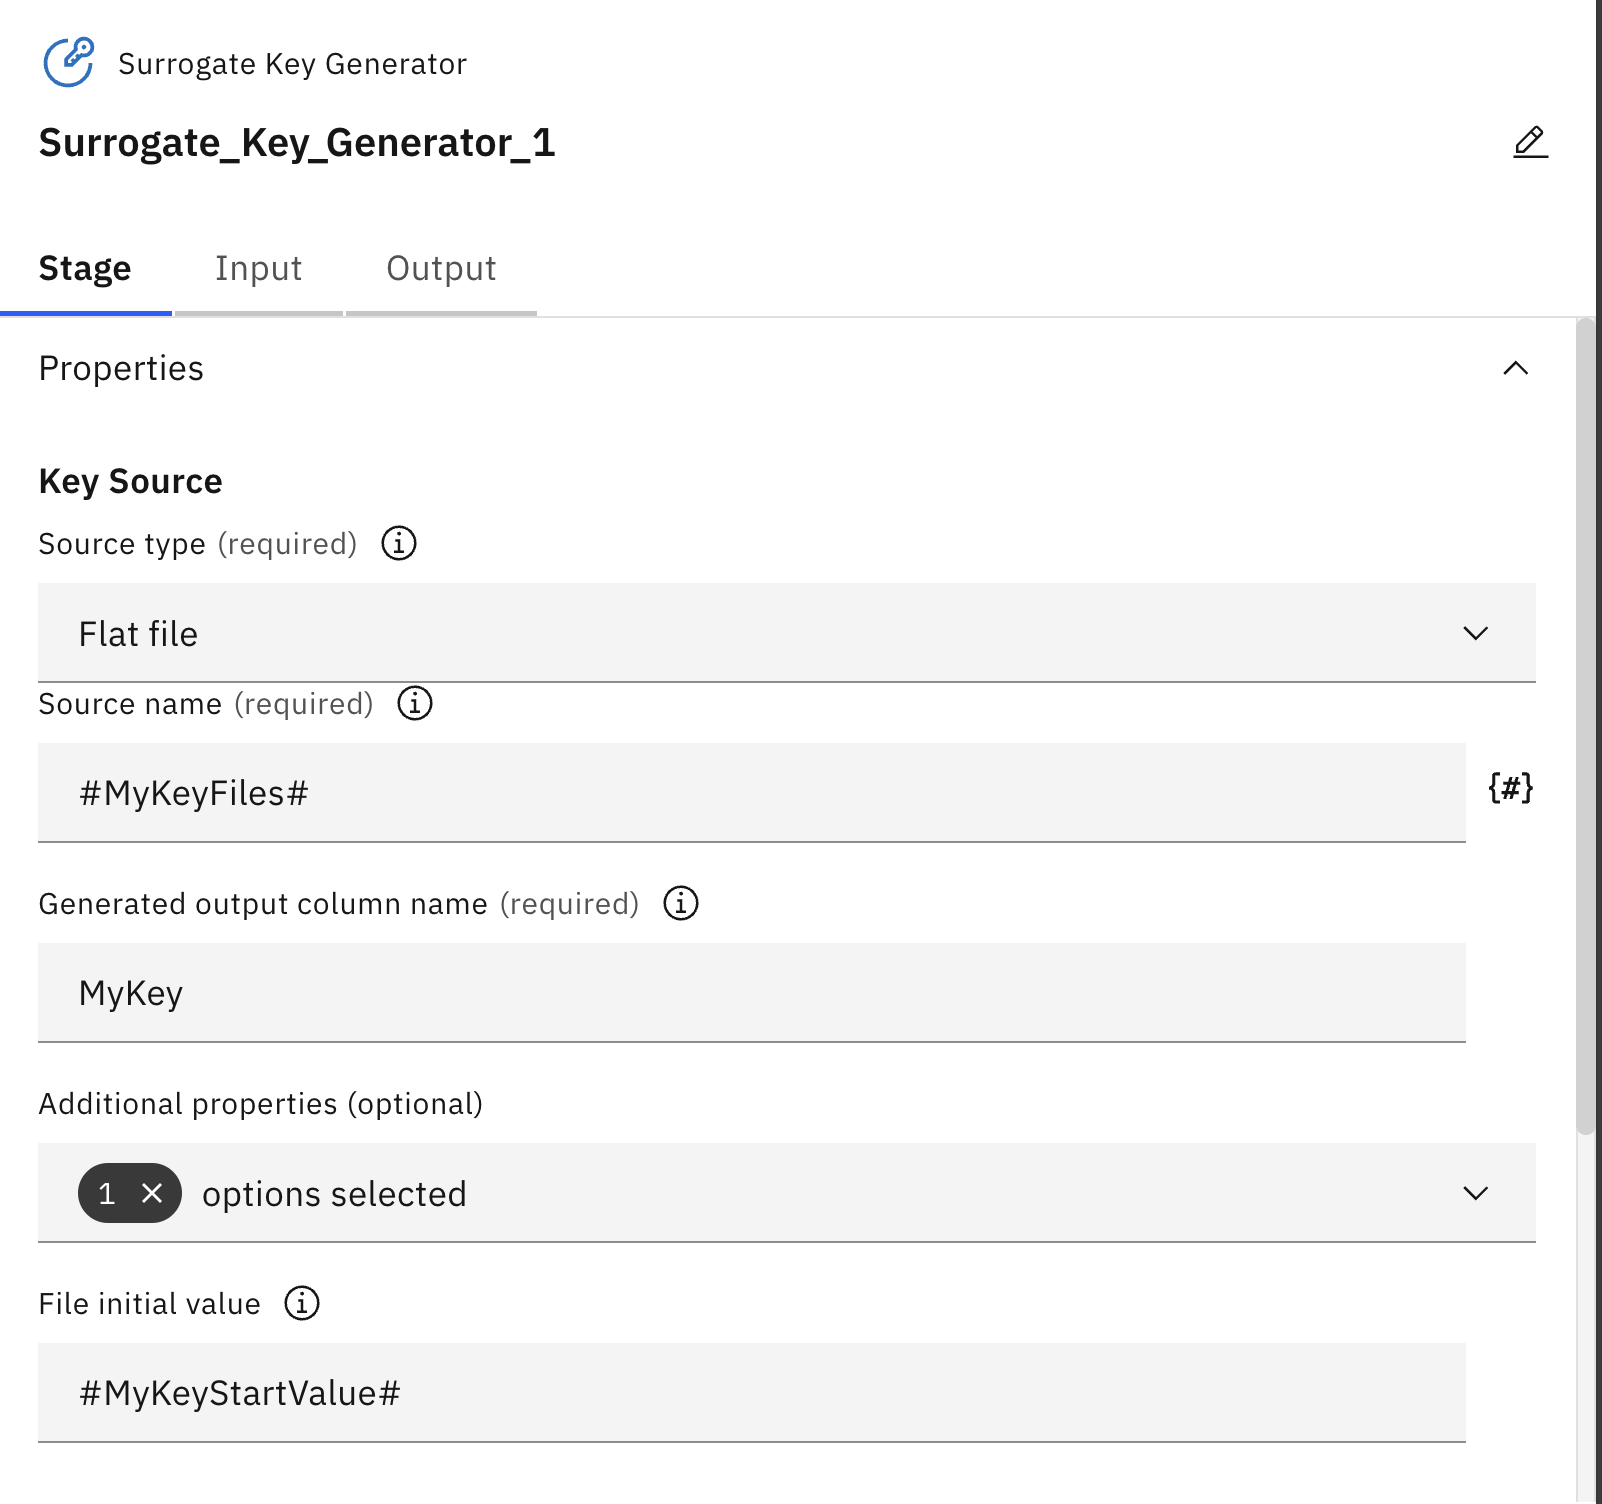 Surrogate Key Generator
Surrogate_Key_Generator_1
Stage Input Output
Properties
Key Source
Source type (required)
Flat file
Source name (required)
#MyKeyFiles#
{#}
Generated output column name (required)
MyKey
Additional properties (optional)
1 options selected
File initial value
#MyKeyStartValue#